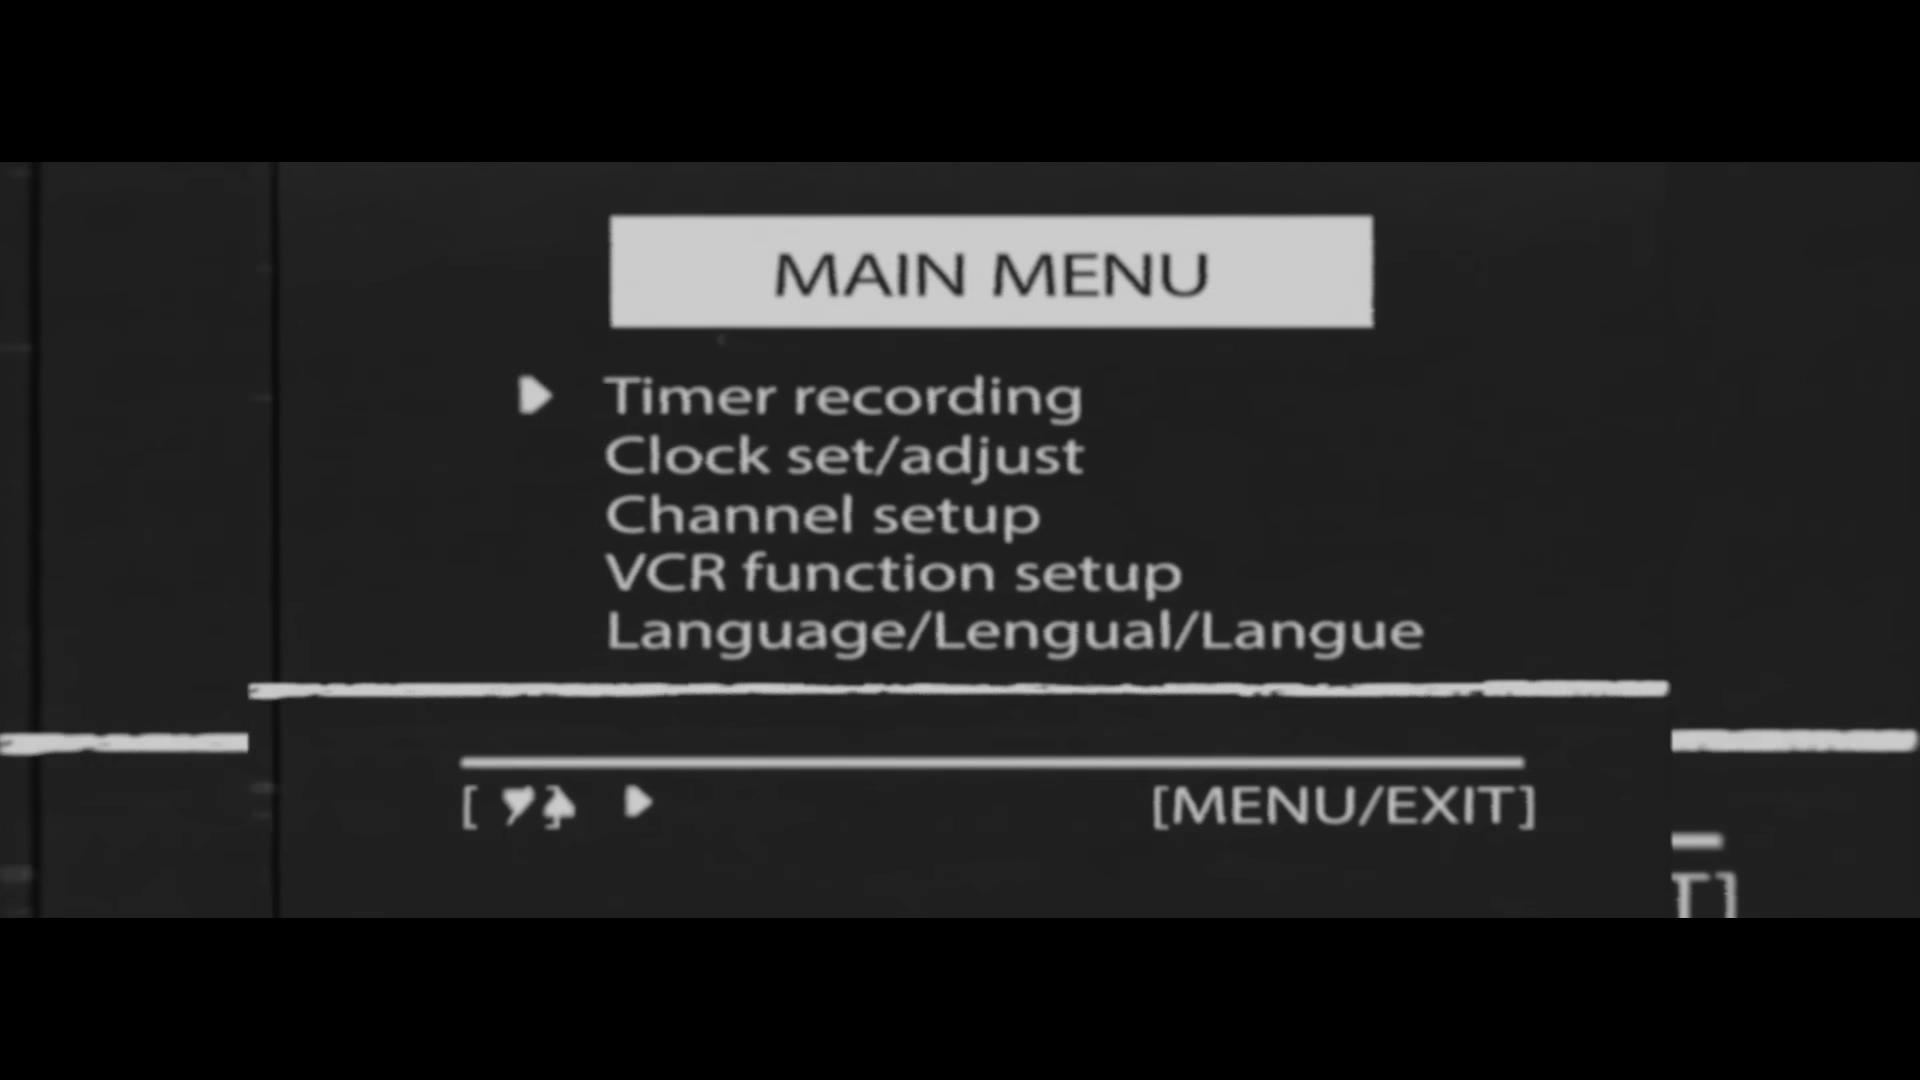 MAIN MENU
Timer recording
Clock set/adjust
Channel setup
VCR function setup
Language/Lengual/Langue
[ ] [MENU/EXIT]
T]